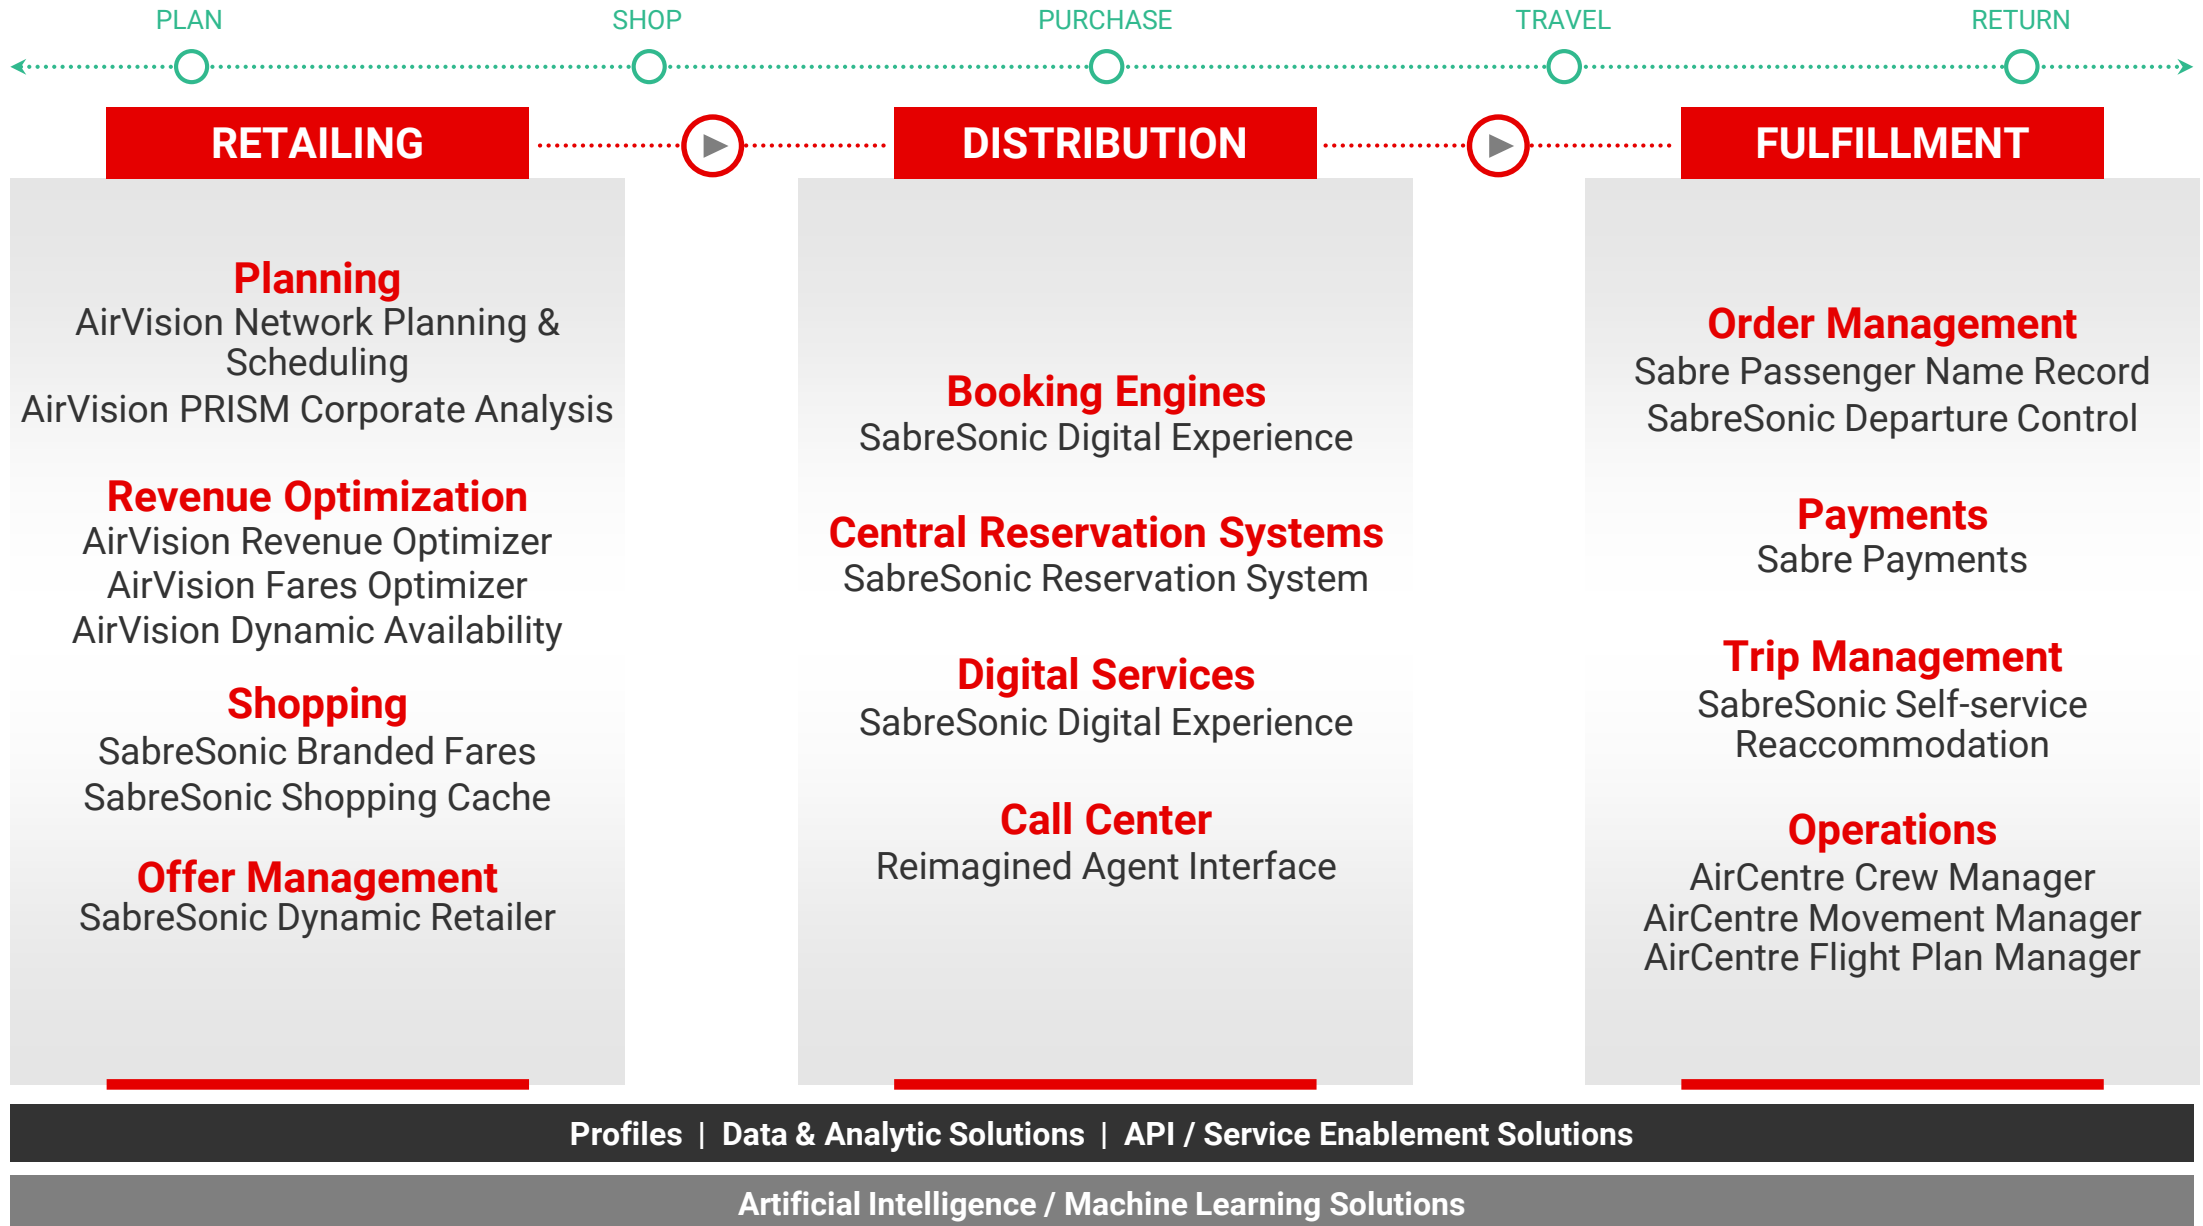 PLAN
SHOP
PURCHASE
TRAVEL
RETURN
RETAILING
Planning
AirVision Network Planning &
Scheduling
AirVision PRISM Corporate Analysis
Revenue Optimization
AirVision Revenue Optimizer
AirVision Fares Optimizer
AirVision Dynamic Availability
Shopping
SabreSonic Branded Fares
SabreSonic Shopping Cache
Offer Management
SabreSonic Dynamic Retailer
DISTRIBUTION
Booking Engines
SabreSonic Digital Experience
Central Reservation Systems
SabreSonic Reservation System
Digital Services
SabreSonic Digital Experience
Call Center
Reimagined Agent Interface
FULFILLMENT
Order Management
Sabre Passenger Name Record
SabreSonic Departure Control
Payments
Sabre Payments
Trip Management
SabreSonic Self-service
Reaccommodation
Operations
AirCentre Crew Manager
AirCentre Movement Manager
AirCentre Flight Plan Manager
Profiles | Data & Analytic Solutions | API / Service Enablement Solutions
Artificial Intelligence / Machine Learning Solutions